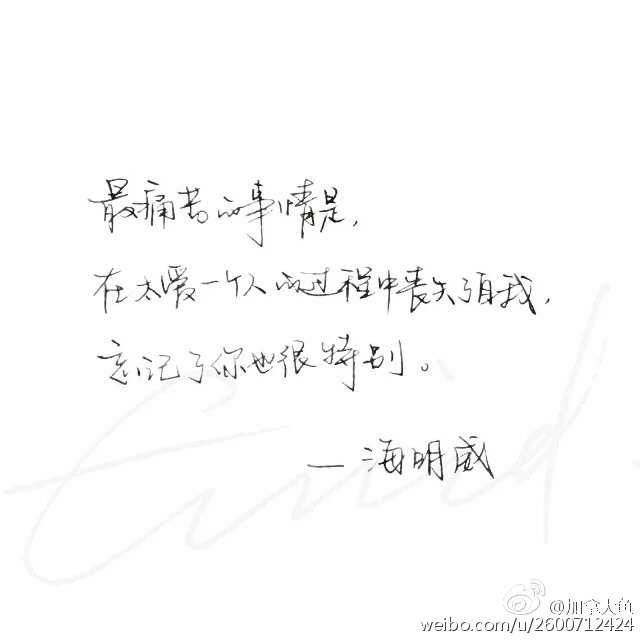 最痛苦的事情是，
在太爱一个人的过程中丧失了自我，
忘记了你也很特别。
— 海明威
Enid
@加拿大鱼
weibo.com/u/2600712424